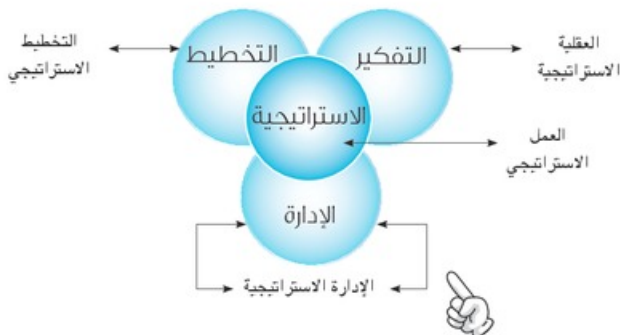 العقلية
الاستراتيجية
التفكير
التخطيط
التخطيط
الاستراتيجي
الاستراتيجية
العمل
الاستراتيجي
الإدارة
الإدارة الاستراتيجية